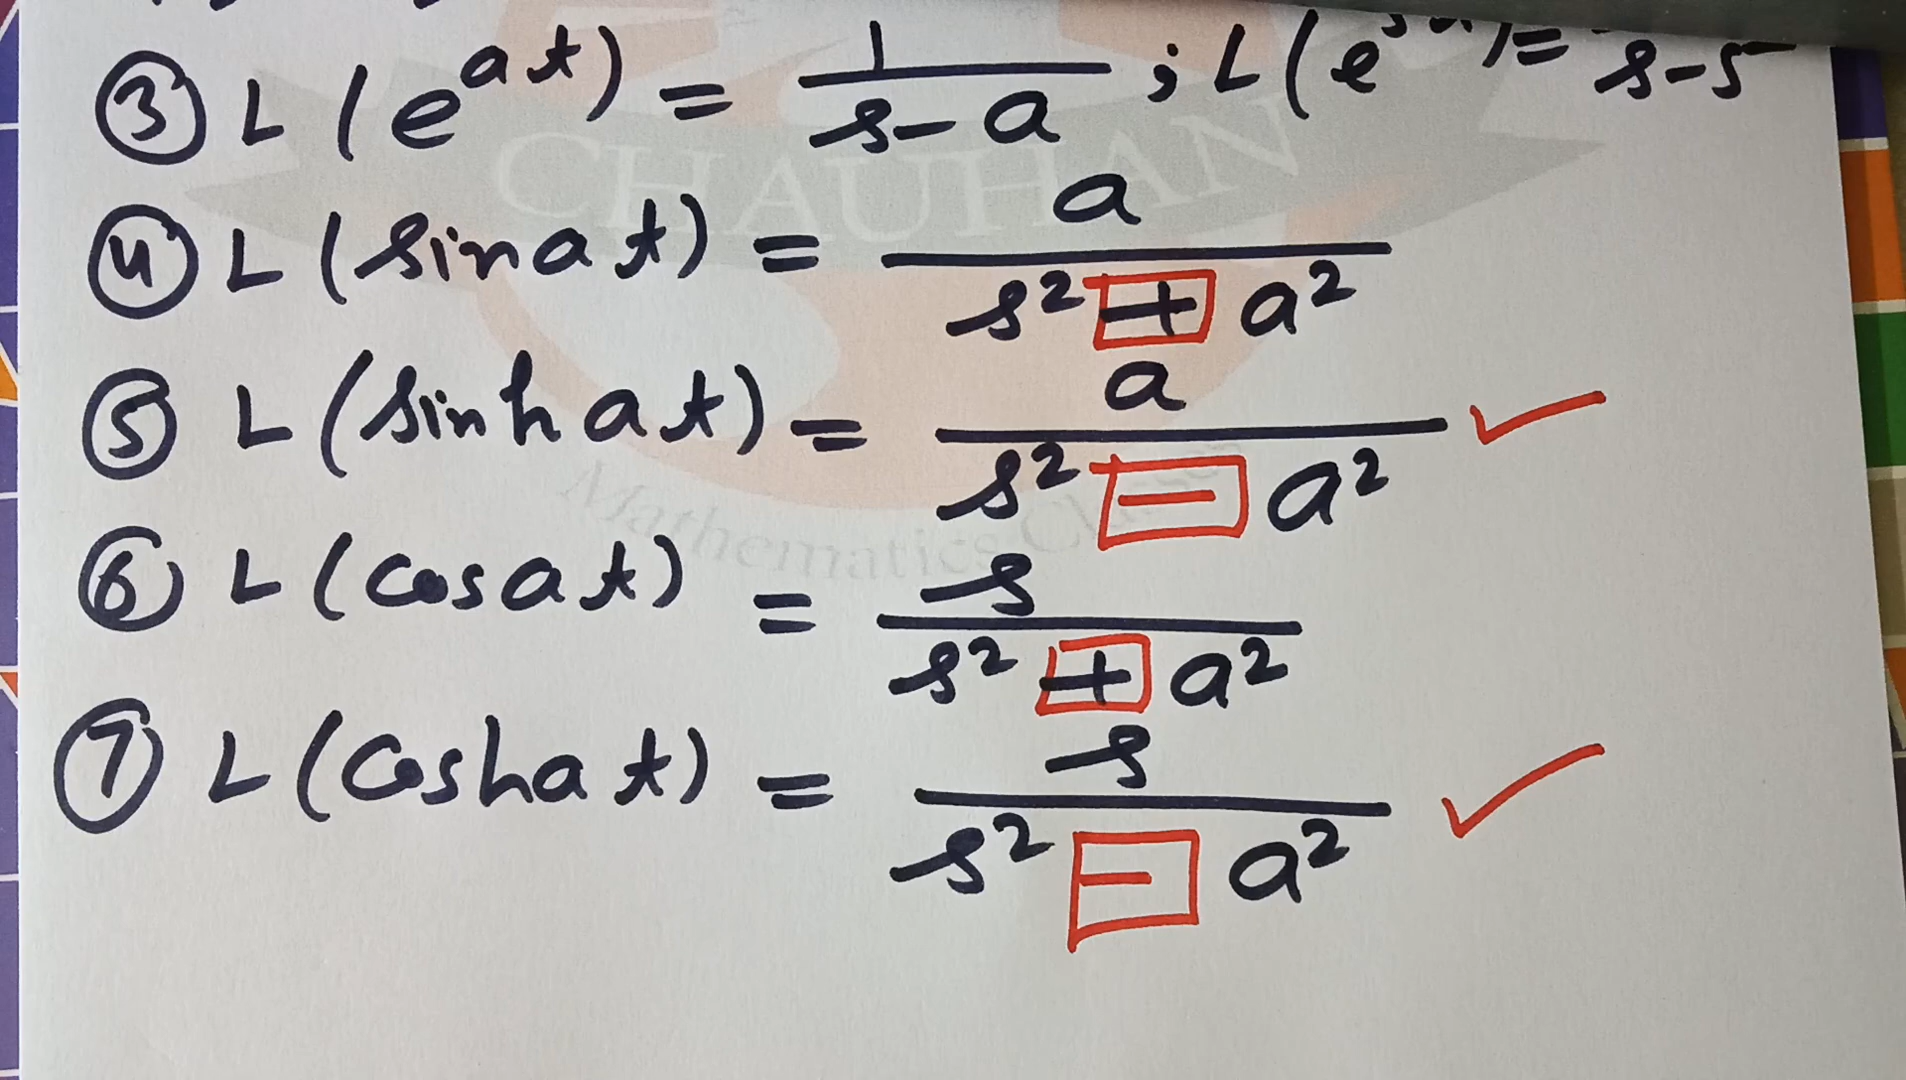 ③ L(e^{at}) = 1/(s-a) ; L(e = s-5
④ L(sin at) = a/(s² + a²)
⑤ L(sinh at) = a/(s² - a²) ✓
⑥ L(cos at) = s/(s² + a²)
⑦ L(cosh at) = s/(s² - a²) ✓
CHAUHAN
Mathematics